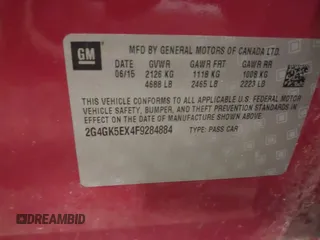 GM
MFD BY GENERAL MOTORS OF CANADA LTD.
DATE GVWR GAWR FRT GAWR RR
06/15 2126 KG 1118 KG 1008 KG
4688 LB 2465 LB 2223 LB
THIS VEHICLE CONFORMS TO ALL APPLICABLE U.S. FEDERAL MOTOR
VEHICLE SAFETY, BUMPER, AND THEFT PREVENTION STANDARDS
IN EFFECT ON THE DATE OF MANUFACTURE SHOWN ABOVE.
2G4GK5EX4F9284884 TYPE: PASS CAR
DREAMBID